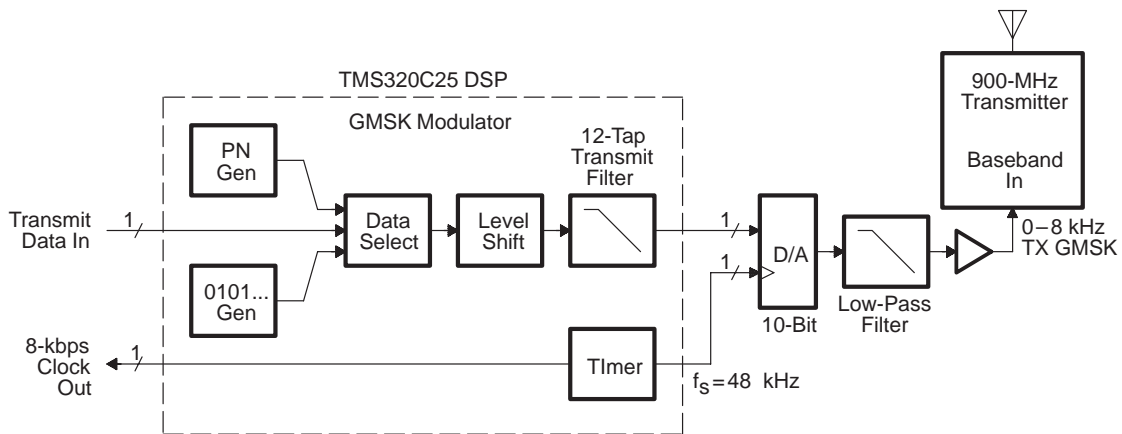 TMS320C25 DSP
GMSK Modulator
PN
Gen
12-Tap
Transmit
Filter
900-MHz
Transmitter
Baseband
In
Transmit
Data In
1
Data
Select
Level
Shift
1
1
D/A
10-Bit
Low-Pass
Filter
0–8 kHz
TX GMSK
0101...
Gen
8-kbps
Clock
Out
1
TImer
fs=48 kHz